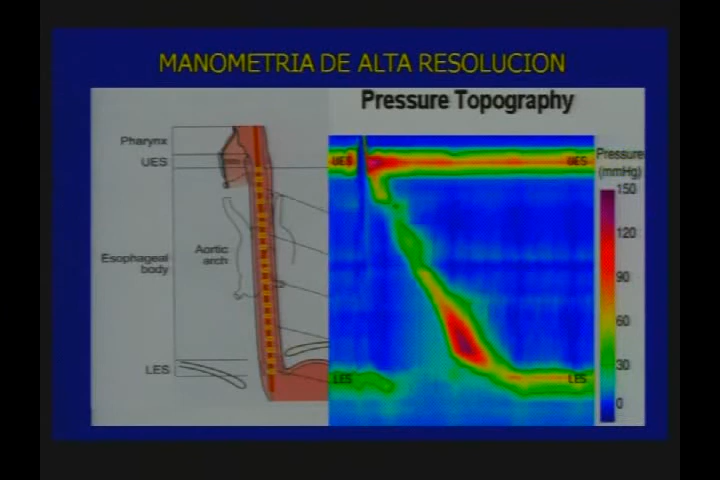 MANOMETRIA DE ALTA RESOLUCION
Pressure Topography
Pharynx
UES
Esophageal
body
Aortic
arch
LES
UES
UES
LES
LES
Pressure
(mmHg)
150
120
90
60
30
0